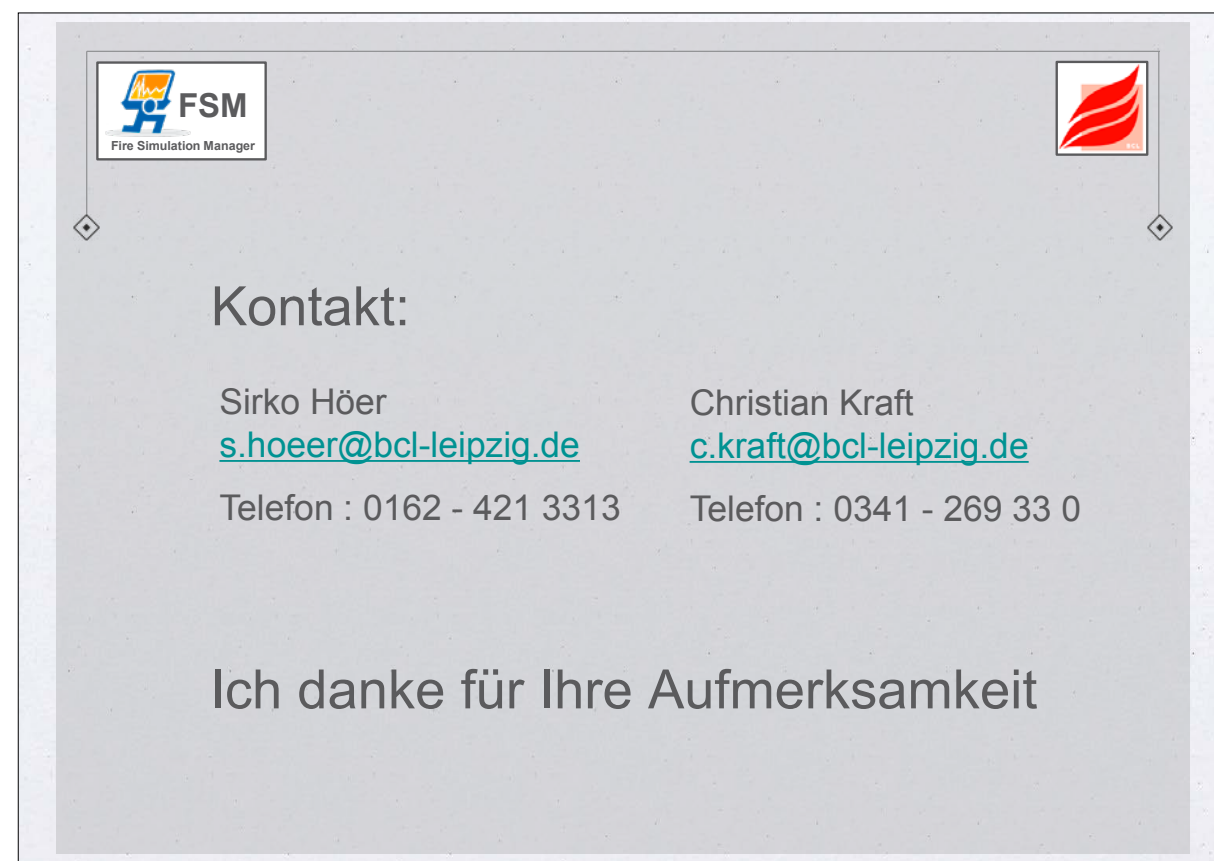 FSM
Fire Simulation Manager
BCL
Kontakt:
Sirko Höer
s.hoeer@bcl-leipzig.de
Telefon : 0162 - 421 3313
Christian Kraft
c.kraft@bcl-leipzig.de
Telefon : 0341 - 269 33 0
Ich danke für Ihre Aufmerksamkeit